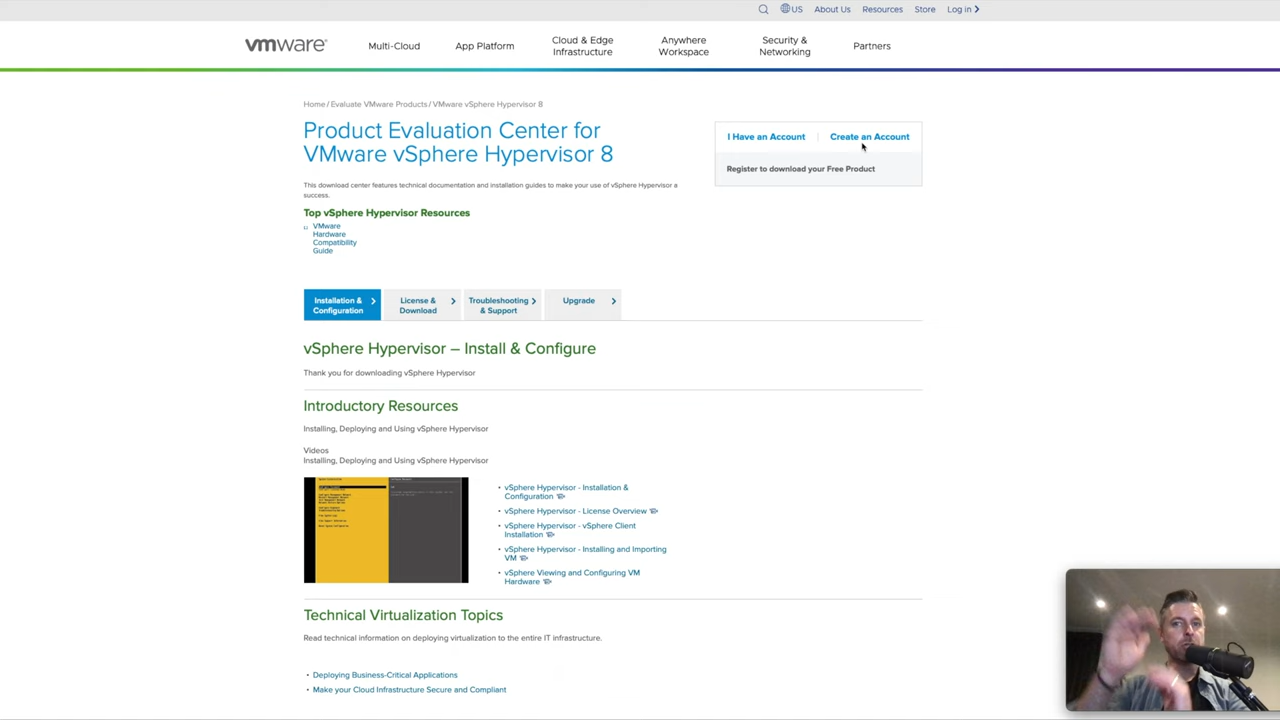 US About Us Resources Store Log in
vmware® Multi-Cloud App Platform Cloud & Edge Infrastructure Anywhere Workspace Security & Networking Partners
Home / Evaluate VMware Products / VMware vSphere Hypervisor 8
Product Evaluation Center for
VMware vSphere Hypervisor 8
I Have an Account Create an Account
Register to download your Free Product
This download center features technical documentation and installation guides to make your use of vSphere Hypervisor a
success.
Top vSphere Hypervisor Resources
VMware
Hardware
Compatibility
Guide
Installation & Configuration License & Download Troubleshooting & Support Upgrade
vSphere Hypervisor – Install & Configure
Thank you for downloading vSphere Hypervisor
Introductory Resources
Installing, Deploying and Using vSphere Hypervisor
Videos
Installing, Deploying and Using vSphere Hypervisor
• vSphere Hypervisor - Installation &
Configuration
• vSphere Hypervisor - License Overview
• vSphere Hypervisor - vSphere Client
Installation
• vSphere Hypervisor - Installing and Importing
VM
• vSphere Viewing and Configuring VM
Hardware
Technical Virtualization Topics
Read technical information on deploying virtualization to the entire IT infrastructure.
• Deploying Business-Critical Applications
• Make your Cloud Infrastructure Secure and Compliant